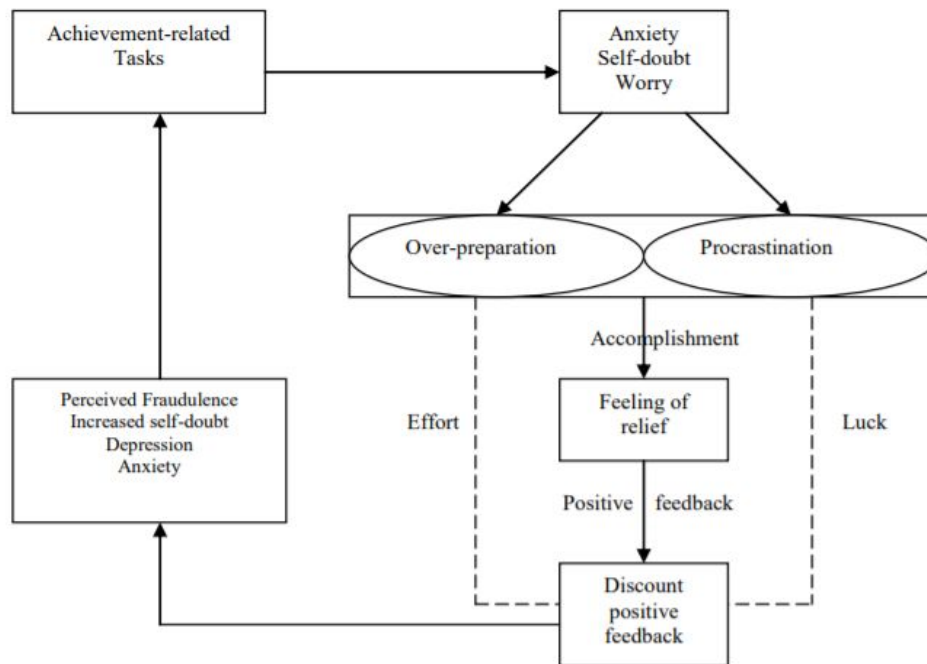 Achievement-related
Tasks
Anxiety
Self-doubt
Worry
Over-preparation
Procrastination
Accomplishment
Perceived Fraudulence
Increased self-doubt
Depression
Anxiety
Effort
Feeling of
relief
Luck
Positive feedback
Discount
positive
feedback